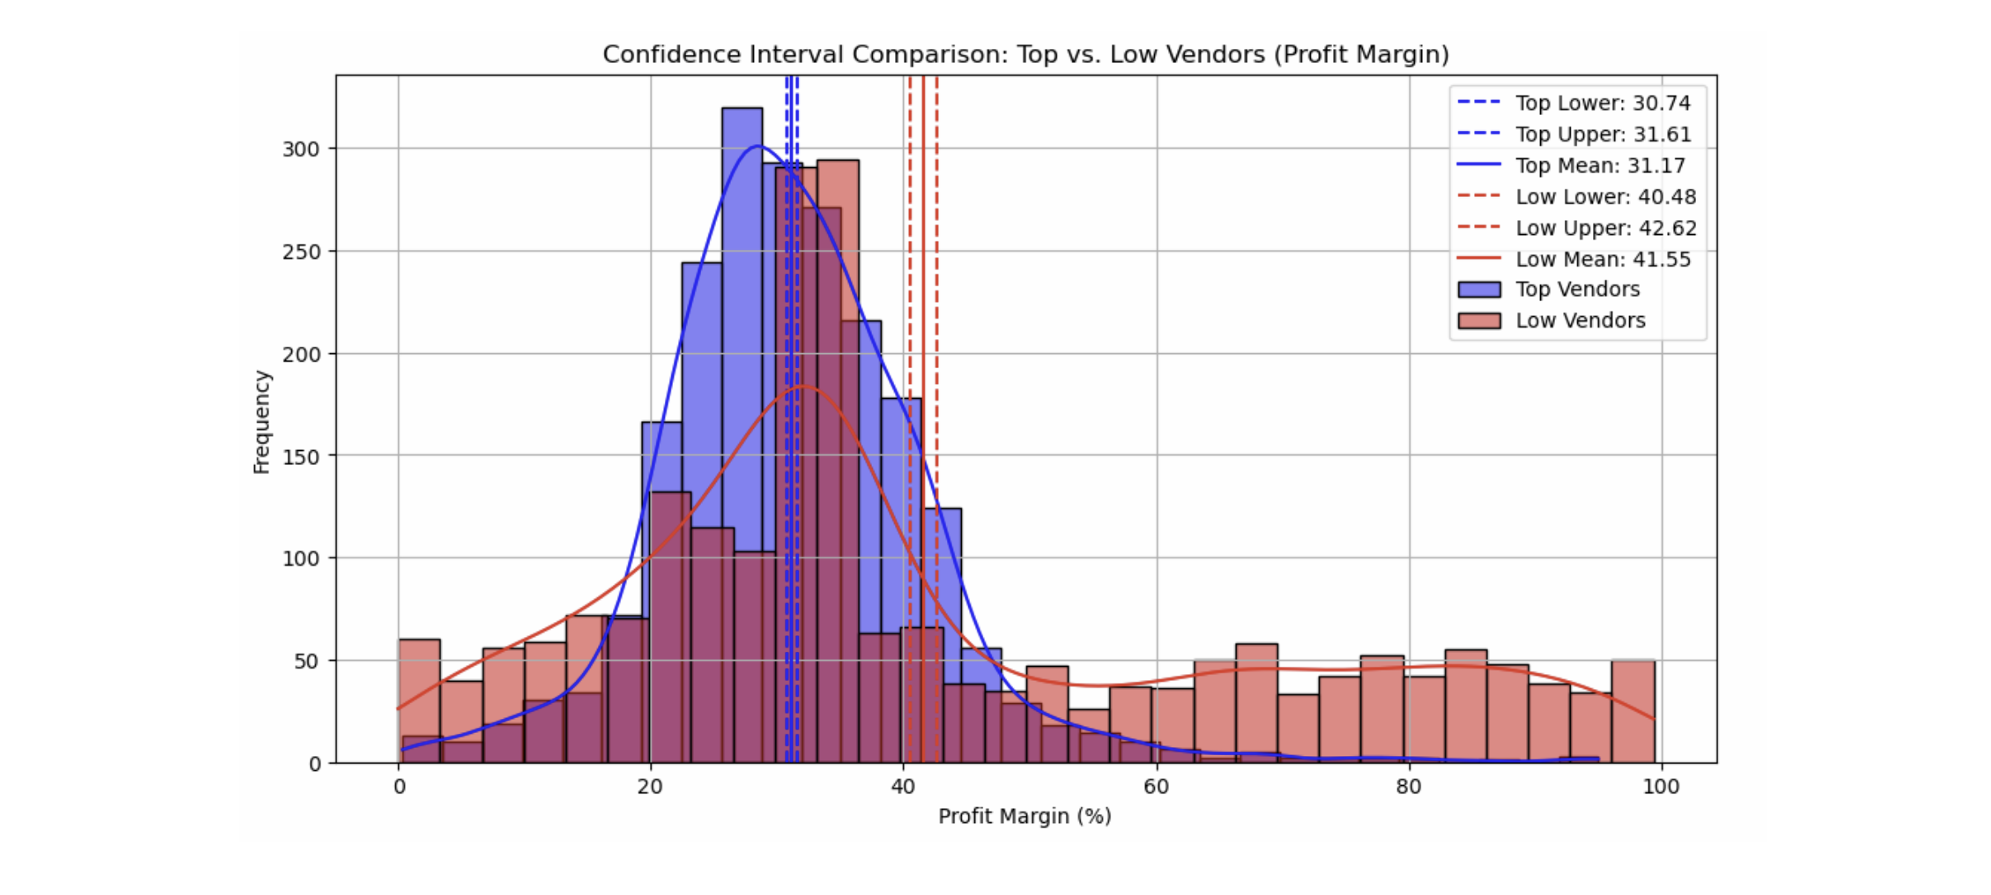 Confidence Interval Comparison: Top vs. Low Vendors (Profit Margin)
Top Lower: 30.74
Top Upper: 31.61
Top Mean: 31.17
Low Lower: 40.48
Low Upper: 42.62
Low Mean: 41.55
Top Vendors
Low Vendors
Frequency
300
250
200
150
100
50
0
0 20 40 60 80 100
Profit Margin (%)